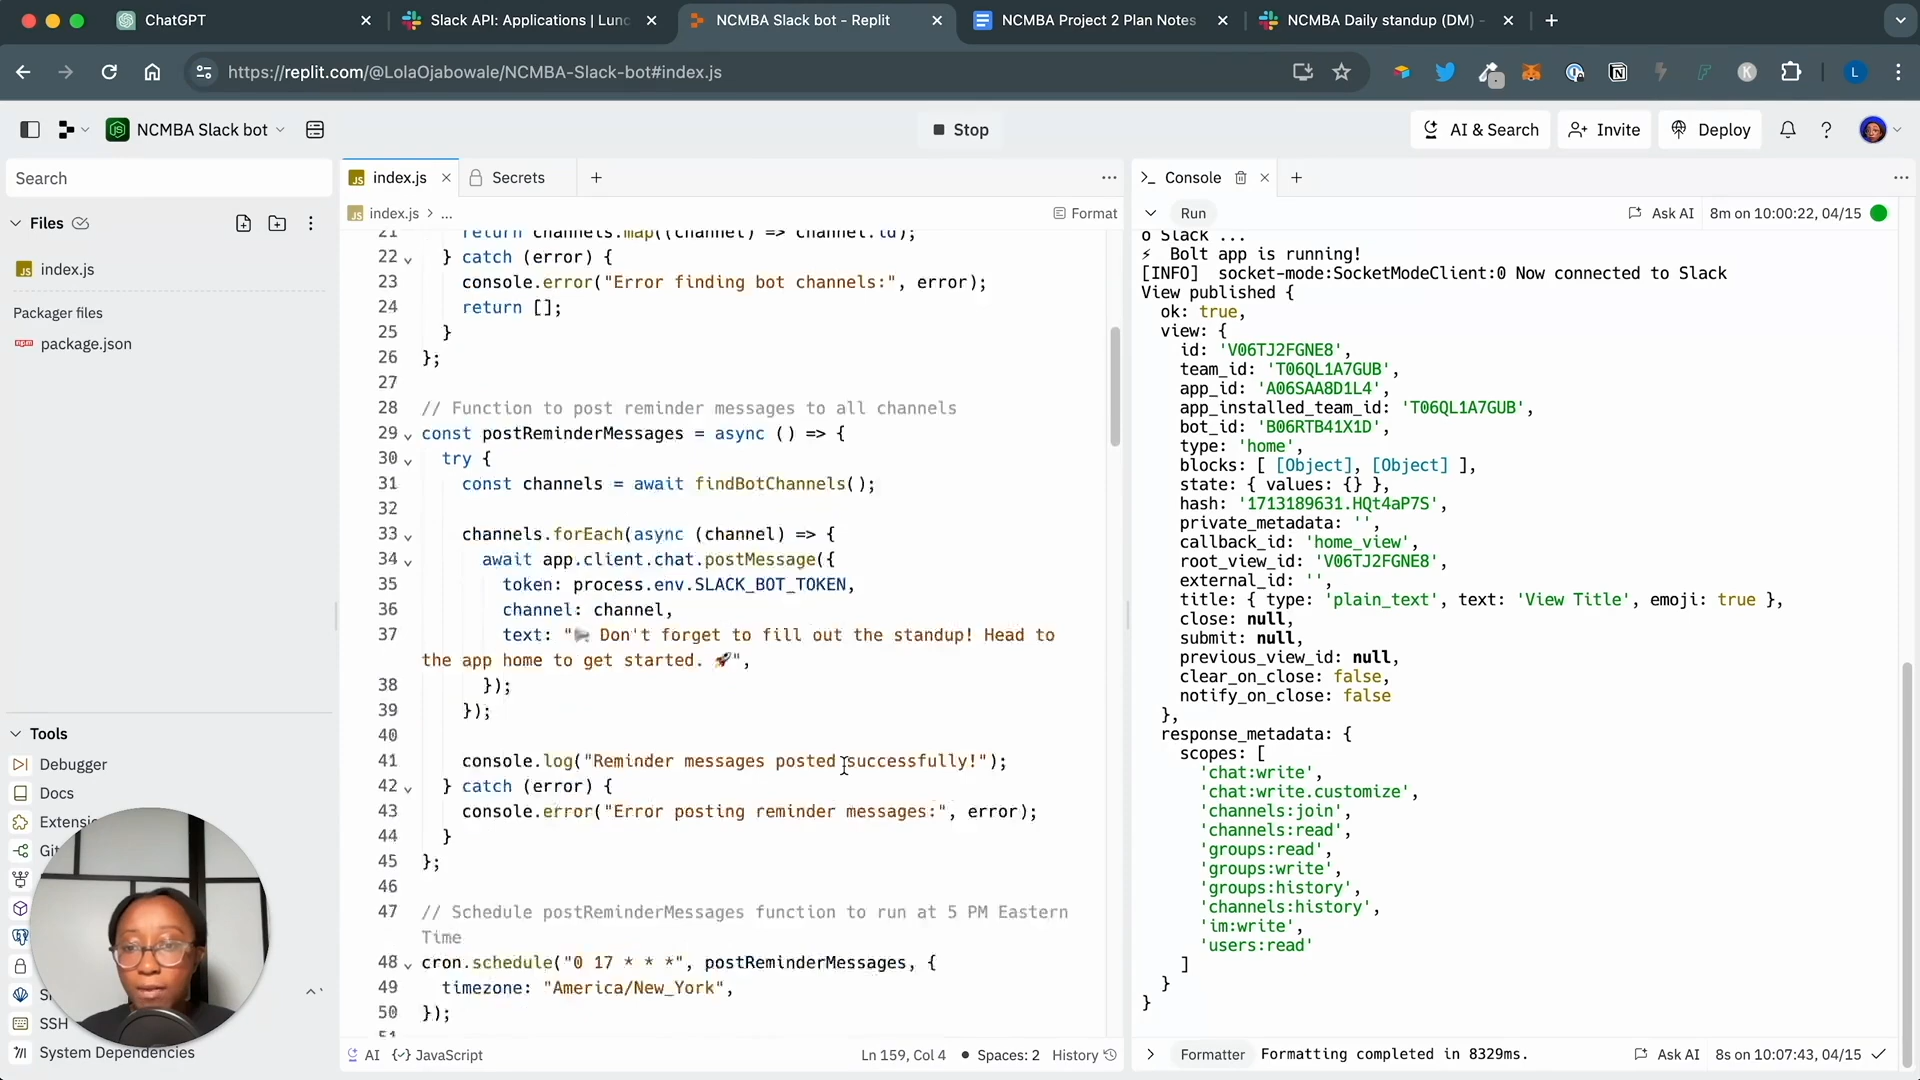 ChatGPT
Slack API: Applications | Lunc
NCMBA Slack bot - Replit
NCMBA Project 2 Plan Notes
NCMBA Daily standup (DM) -
https://replit.com/@LolaOjabowale/NCMBA-Slack-bot#index.js
L
NCMBA Slack bot
Stop
AI & Search
Invite
Deploy
Search
Files
index.js
Packager files
package.json
Tools
Debugger
Docs
Extensio
Git
SSH
System Dependencies
index.js
Secrets
index.js > ...
Format
21 return channels.map((channel) => channel.id);
22 } catch (error) {
23 console.error("Error finding bot channels:", error);
24 return [];
25 }
26 };
27
28 // Function to post reminder messages to all channels
29 const postReminderMessages = async () => {
30 try {
31 const channels = await findBotChannels();
32
33 channels.forEach(async (channel) => {
34 await app.client.chat.postMessage({
35 token: process.env.SLACK_BOT_TOKEN,
36 channel: channel,
37 text: "📨 Don't forget to fill out the standup! Head to
the app home to get started. 🚀",
38 });
39 });
40
41 console.log("Reminder messages posted successfully!");
42 } catch (error) {
43 console.error("Error posting reminder messages:", error);
44 }
45 };
46
47 // Schedule postReminderMessages function to run at 5 PM Eastern
Time
48 cron.schedule("0 17 * * *", postReminderMessages, {
49 timezone: "America/New_York",
50 });
51
AI
JavaScript
Ln 159, Col 4
Spaces: 2
History
Console
Run
Ask AI
8m on 10:00:22, 04/15
o Slack ...
⚡ Bolt app is running!
[INFO] socket-mode:SocketModeClient:0 Now connected to Slack
View published {
ok: true,
view: {
id: 'V06TJ2FGNE8',
team_id: 'T06QL1A7GUB',
app_id: 'A06SAA8D1L4',
app_installed_team_id: 'T06QL1A7GUB',
bot_id: 'B06RTB41X1D',
type: 'home',
blocks: [ [Object], [Object] ],
state: { values: {} },
hash: '1713189631.HQt4aP7S',
private_metadata: '',
callback_id: 'home_view',
root_view_id: 'V06TJ2FGNE8',
external_id: '',
title: { type: 'plain_text', text: 'View Title', emoji: true },
close: null,
submit: null,
previous_view_id: null,
clear_on_close: false,
notify_on_close: false
},
response_metadata: {
scopes: [
'chat:write',
'chat:write.customize',
'channels:join',
'channels:read',
'groups:read',
'groups:write',
'groups:history',
'channels:history',
'im:write',
'users:read'
]
}
}
Formatter
Formatting completed in 8329ms.
Ask AI
8s on 10:07:43, 04/15